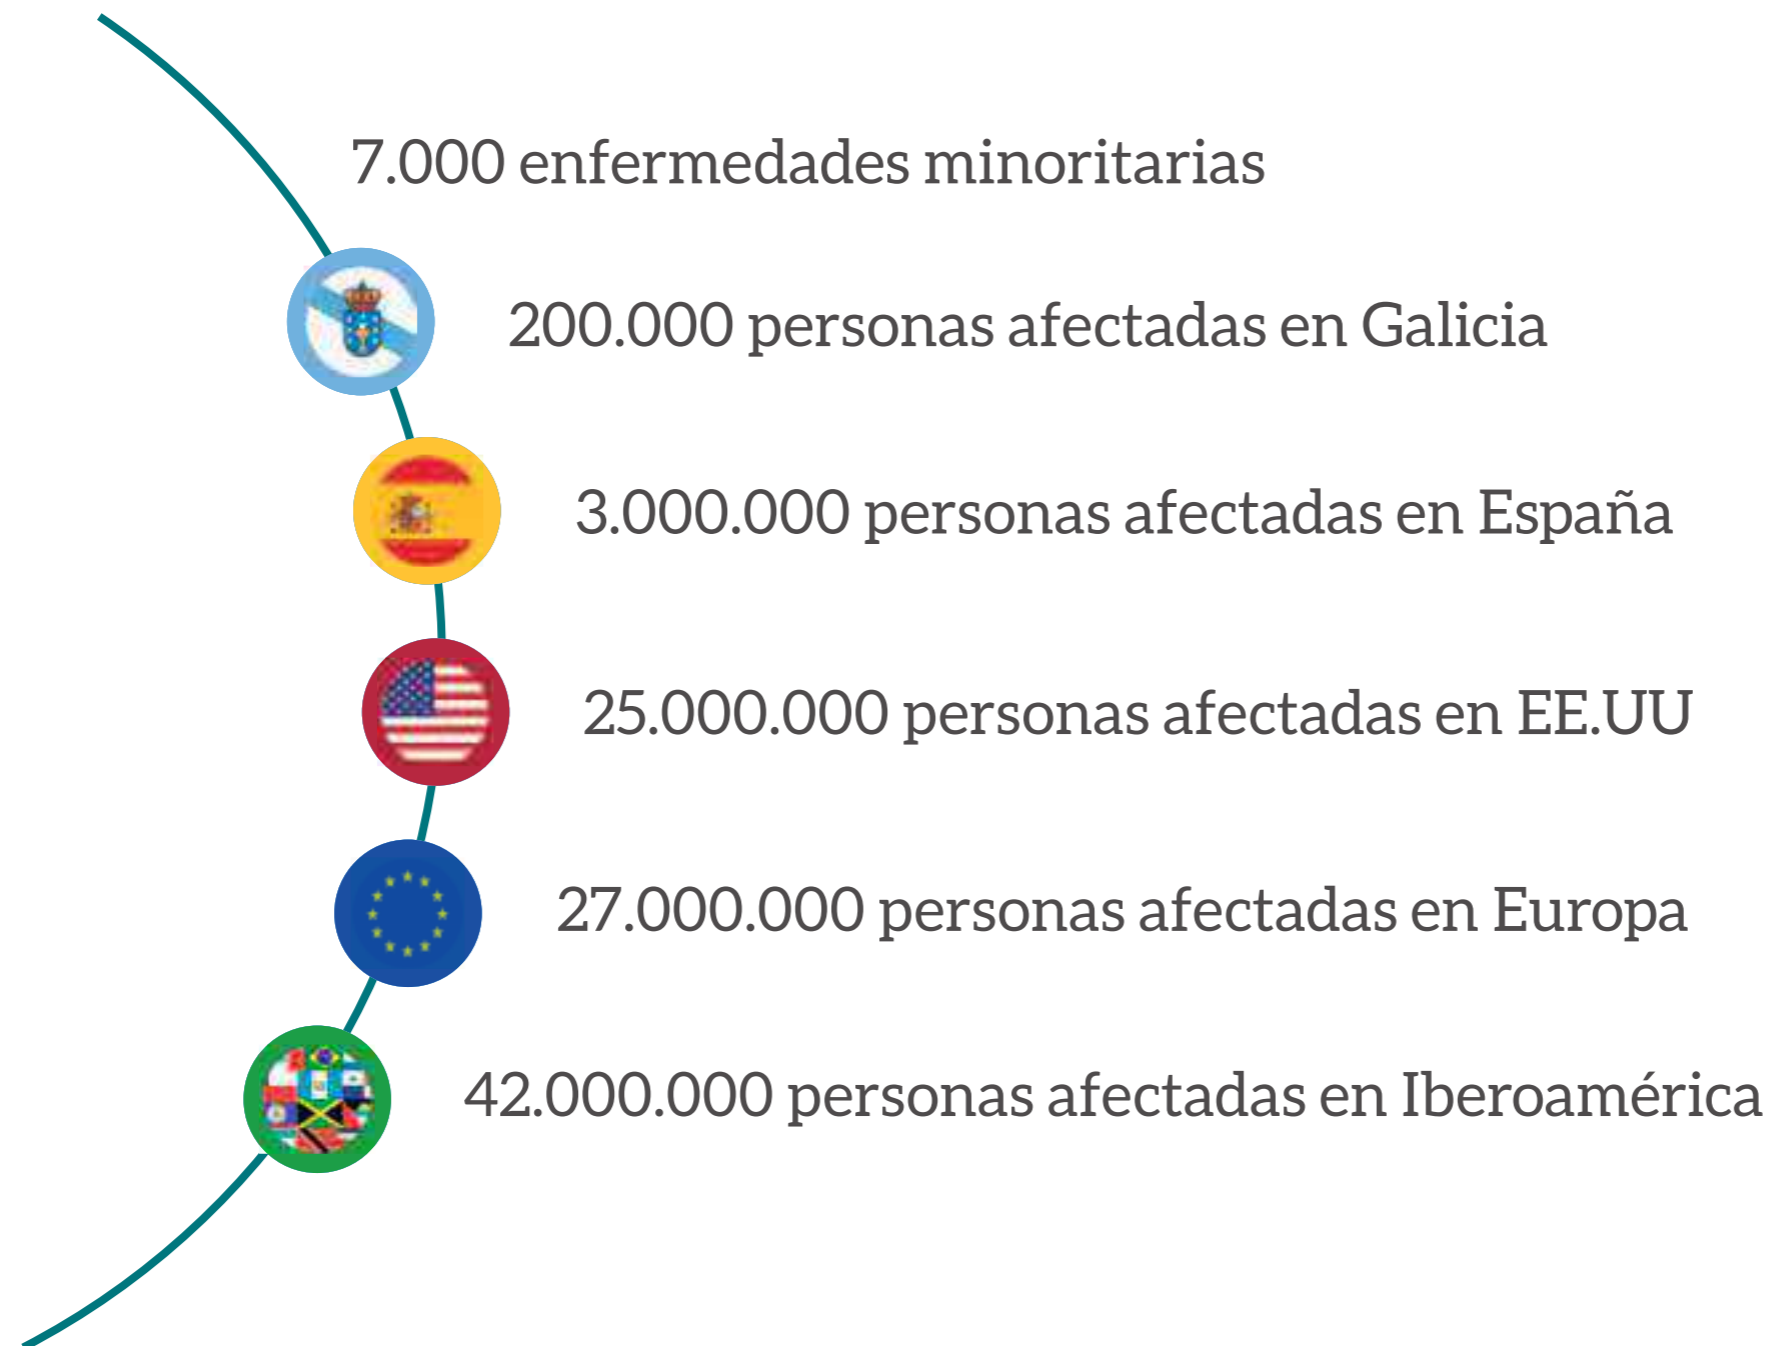 7.000 enfermedades minoritarias
200.000 personas afectadas en Galicia
3.000.000 personas afectadas en España
25.000.000 personas afectadas en EE.UU
27.000.000 personas afectadas en Europa
42.000.000 personas afectadas en Iberoamérica